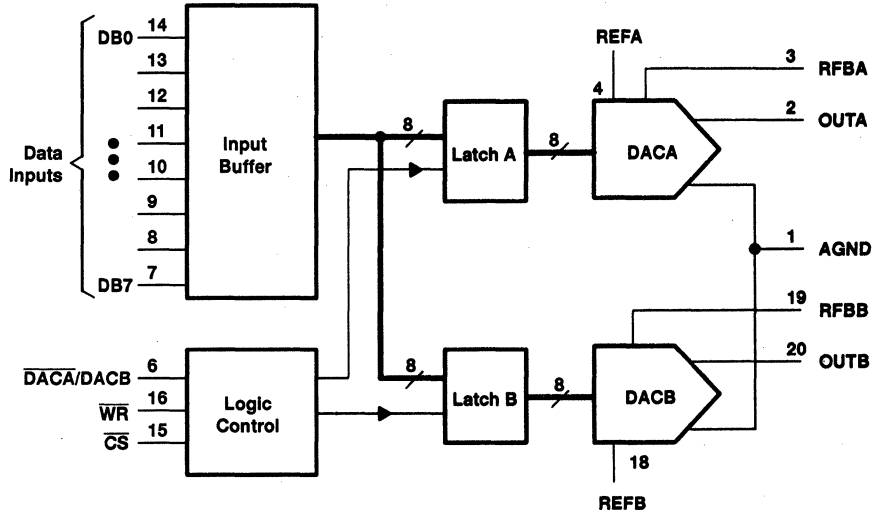 DB0
14
13
12
11
10
9
8
DB7
7
Data
Inputs
Input
Buffer
8
Latch A
8
REFA
4
DACA
3
RFBA
2
OUTA
1
AGND
19
RFBB
20
OUTB
DACA/DACB
6
WR
16
CS
15
Logic
Control
8
Latch B
8
DACB
18
REFB